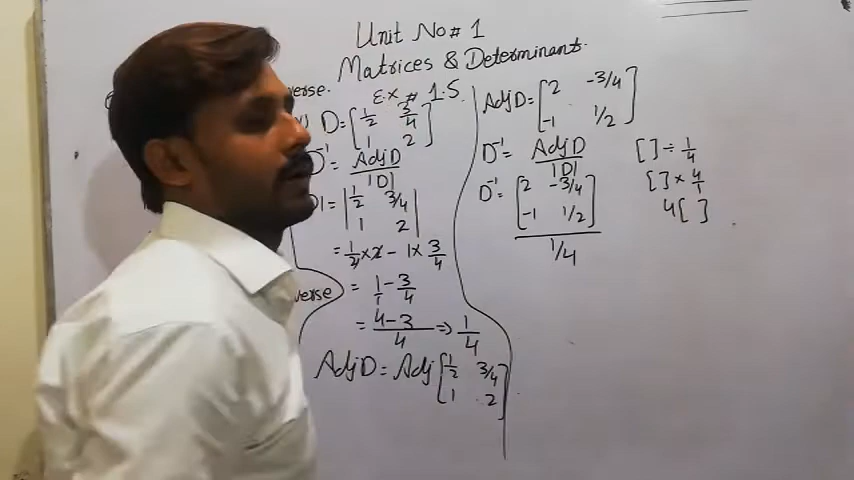 Unit No # 1
Matrices & Determinant.
verse. Ex # 1.5
D = [1/2 3/4
1 2]
D⁻¹ = AdjD / |D|
|D| = |1/2 3/4
1 2|
= 1/2 × 2 - 1 × 3/4
verse = 1/1 - 3/4
= 4-3 / 4 => 1/4
AdjD = Adj [1/2 3/4
1 2]
AdjD = [2 -3/4
-1 1/2]
D⁻¹ = AdjD / |D|
D⁻¹ = [2 -3/4
-1 1/2] / 1/4
[ ] ÷ 1/4
[ ] × 4/1
4 [ ]